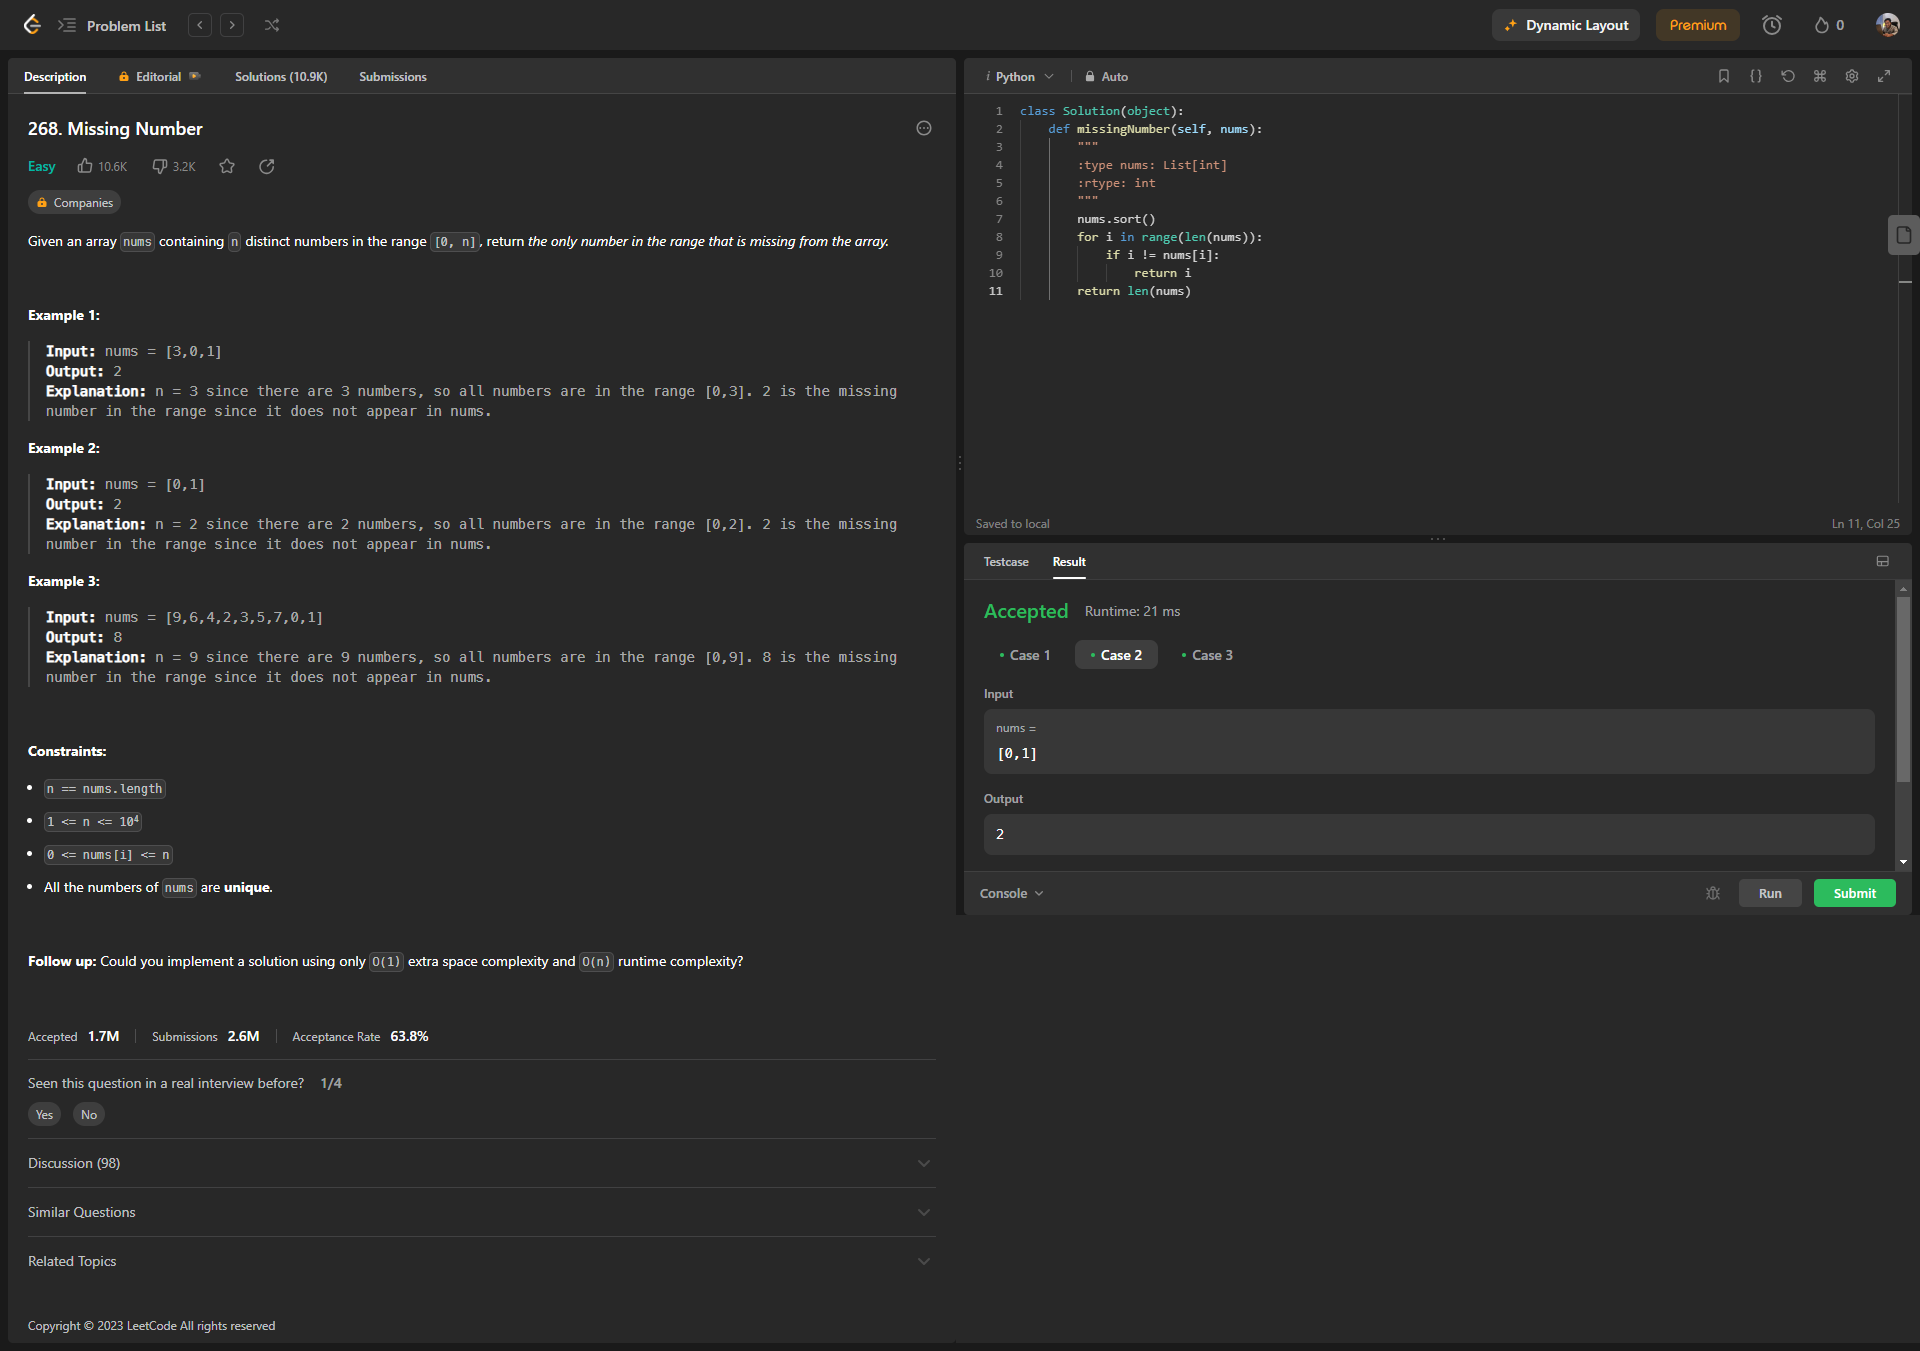 Problem List
Dynamic Layout
Premium
0
Description
Editorial
Solutions (10.9K)
Submissions
268. Missing Number
Easy
10.6K
3.2K
Companies
Given an array nums containing n distinct numbers in the range [0, n], return the only number in the range that is missing from the array.
Example 1:
Input: nums = [3,0,1]
Output: 2
Explanation: n = 3 since there are 3 numbers, so all numbers are in the range [0,3]. 2 is the missing
number in the range since it does not appear in nums.
Example 2:
Input: nums = [0,1]
Output: 2
Explanation: n = 2 since there are 2 numbers, so all numbers are in the range [0,2]. 2 is the missing
number in the range since it does not appear in nums.
Example 3:
Input: nums = [9,6,4,2,3,5,7,0,1]
Output: 8
Explanation: n = 9 since there are 9 numbers, so all numbers are in the range [0,9]. 8 is the missing
number in the range since it does not appear in nums.
Constraints:
• n == nums.length
• 1 <= n <= 10⁴
• 0 <= nums[i] <= n
• All the numbers of nums are unique.
Follow up: Could you implement a solution using only O(1) extra space complexity and O(n) runtime complexity?
Accepted 1.7M
Submissions 2.6M
Acceptance Rate 63.8%
Seen this question in a real interview before? 1/4
Yes
No
Discussion (98)
Similar Questions
Related Topics
Copyright © 2023 LeetCode All rights reserved
i Python
Auto
1 class Solution(object):
2     def missingNumber(self, nums):
3         """
4         :type nums: List[int]
5         :rtype: int
6         """
7         nums.sort()
8         for i in range(len(nums)):
9             if i != nums[i]:
10                 return i
11         return len(nums)
Saved to local
Ln 11, Col 25
Testcase
Result
Accepted
Runtime: 21 ms
• Case 1
• Case 2
• Case 3
Input
nums =
[0,1]
Output
2
Console
Run
Submit